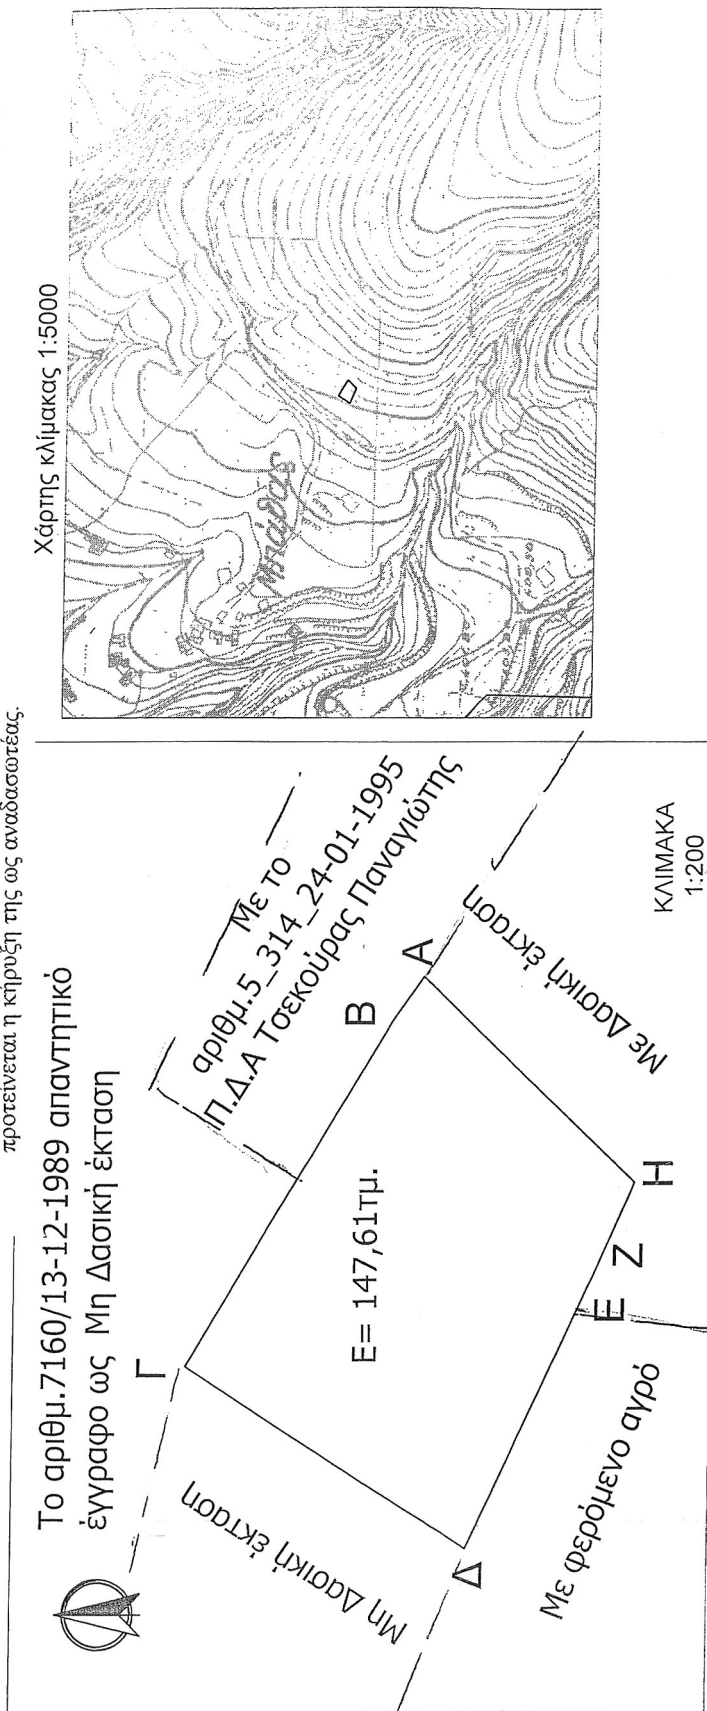 προτείνεται η κήρυξη της ως αναδασωτέας.
Το αριθμ.7160/13-12-1989 απαντητικό
έγγραφο ως Μη Δασική έκταση
Με το
αριθμ.5_314_24-01-1995
Π.Δ.Α Τσεκούρας Παναγιώτης
Γ
Β
Α
Μη Δασική έκταση
Ε= 147,61τμ.
Με Δασική έκταση
Δ
Ε
Ζ
Η
Με φερόμενο αγρό
ΚΛΙΜΑΚΑ
1:200
Χάρτης κλίμακας 1:5000
Μπάρδας